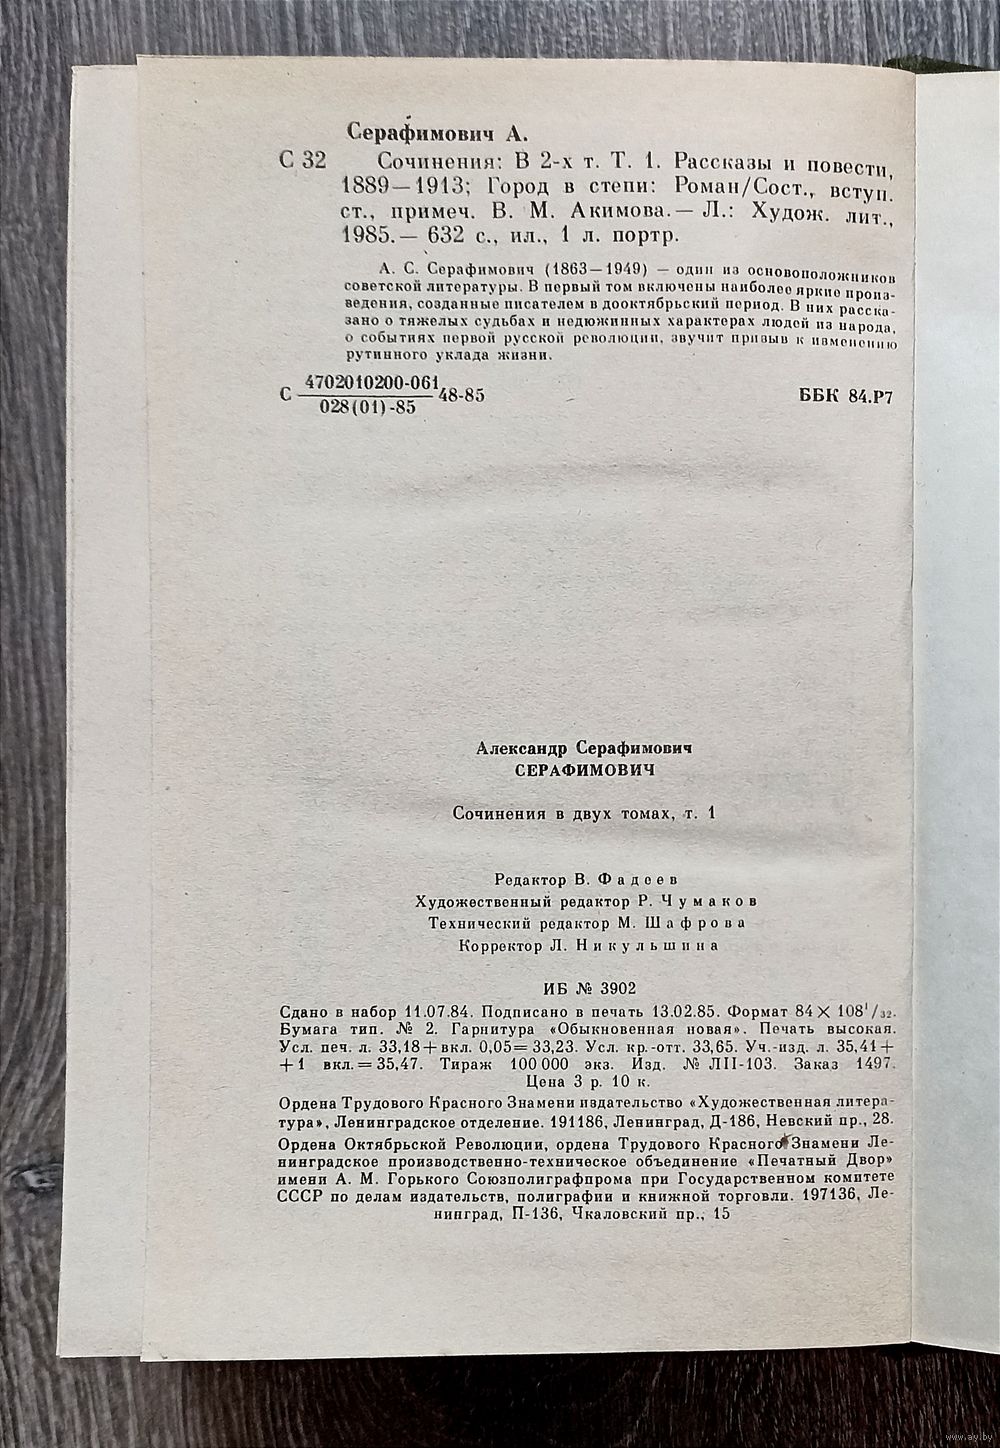 Серафимович А.
С 32 Сочинения: В 2-х т. Т. 1. Рассказы и повести,
1889—1913; Город в степи: Роман/Сост., вступ.
ст., примеч. В. М. Акимова.— Л.: Худож. лит.,
1985.— 632 с., ил., 1 л. портр.
А. С. Серафимович (1863—1949) — один из основоположников
советской литературы. В первый том включены наиболее яркие произ-
ведения, созданные писателем в дооктябрьский период. В них расска-
зано о тяжелых судьбах и недюжинных характерах людей из народа,
о событиях первой русской революции, звучит призыв к изменению
рутинного уклада жизни.
С 4702010200-061 48-85
028(01)-85
ББК 84.Р7
Александр Серафимович
СЕРАФИМОВИЧ
Сочинения в двух томах, т. 1
Редактор В. Фадеев
Художественный редактор Р. Чумаков
Технический редактор М. Шафрова
Корректор Л. Никульшина
ИБ № 3902
Сдано в набор 11.07.84. Подписано в печать 13.02.85. Формат 84×108¹/₃₂.
Бумага тип. № 2. Гарнитура «Обыкновенная новая». Печать высокая.
Усл. печ. л. 33,18+вкл. 0,05=33,23. Усл. кр.-отт. 33,65. Уч.-изд. л. 35,41+
+1 вкл.=35,47. Тираж 100 000 экз. Изд. № ЛII-103. Заказ 1497.
Цена 3 р. 10 к.
Ордена Трудового Красного Знамени издательство «Художественная литера-
тура», Ленинградское отделение. 191186, Ленинград, Д-186, Невский пр., 28.
Ордена Октябрьской Революции, ордена Трудового Красного Знамени Ле-
нинградское производственно-техническое объединение «Печатный Двор»
имени А. М. Горького Союзполиграфпрома при Государственном комитете
СССР по делам издательств, полиграфии и книжной торговли. 197136, Ле-
нинград, П-136, Чкаловский пр., 15
www.ay.by